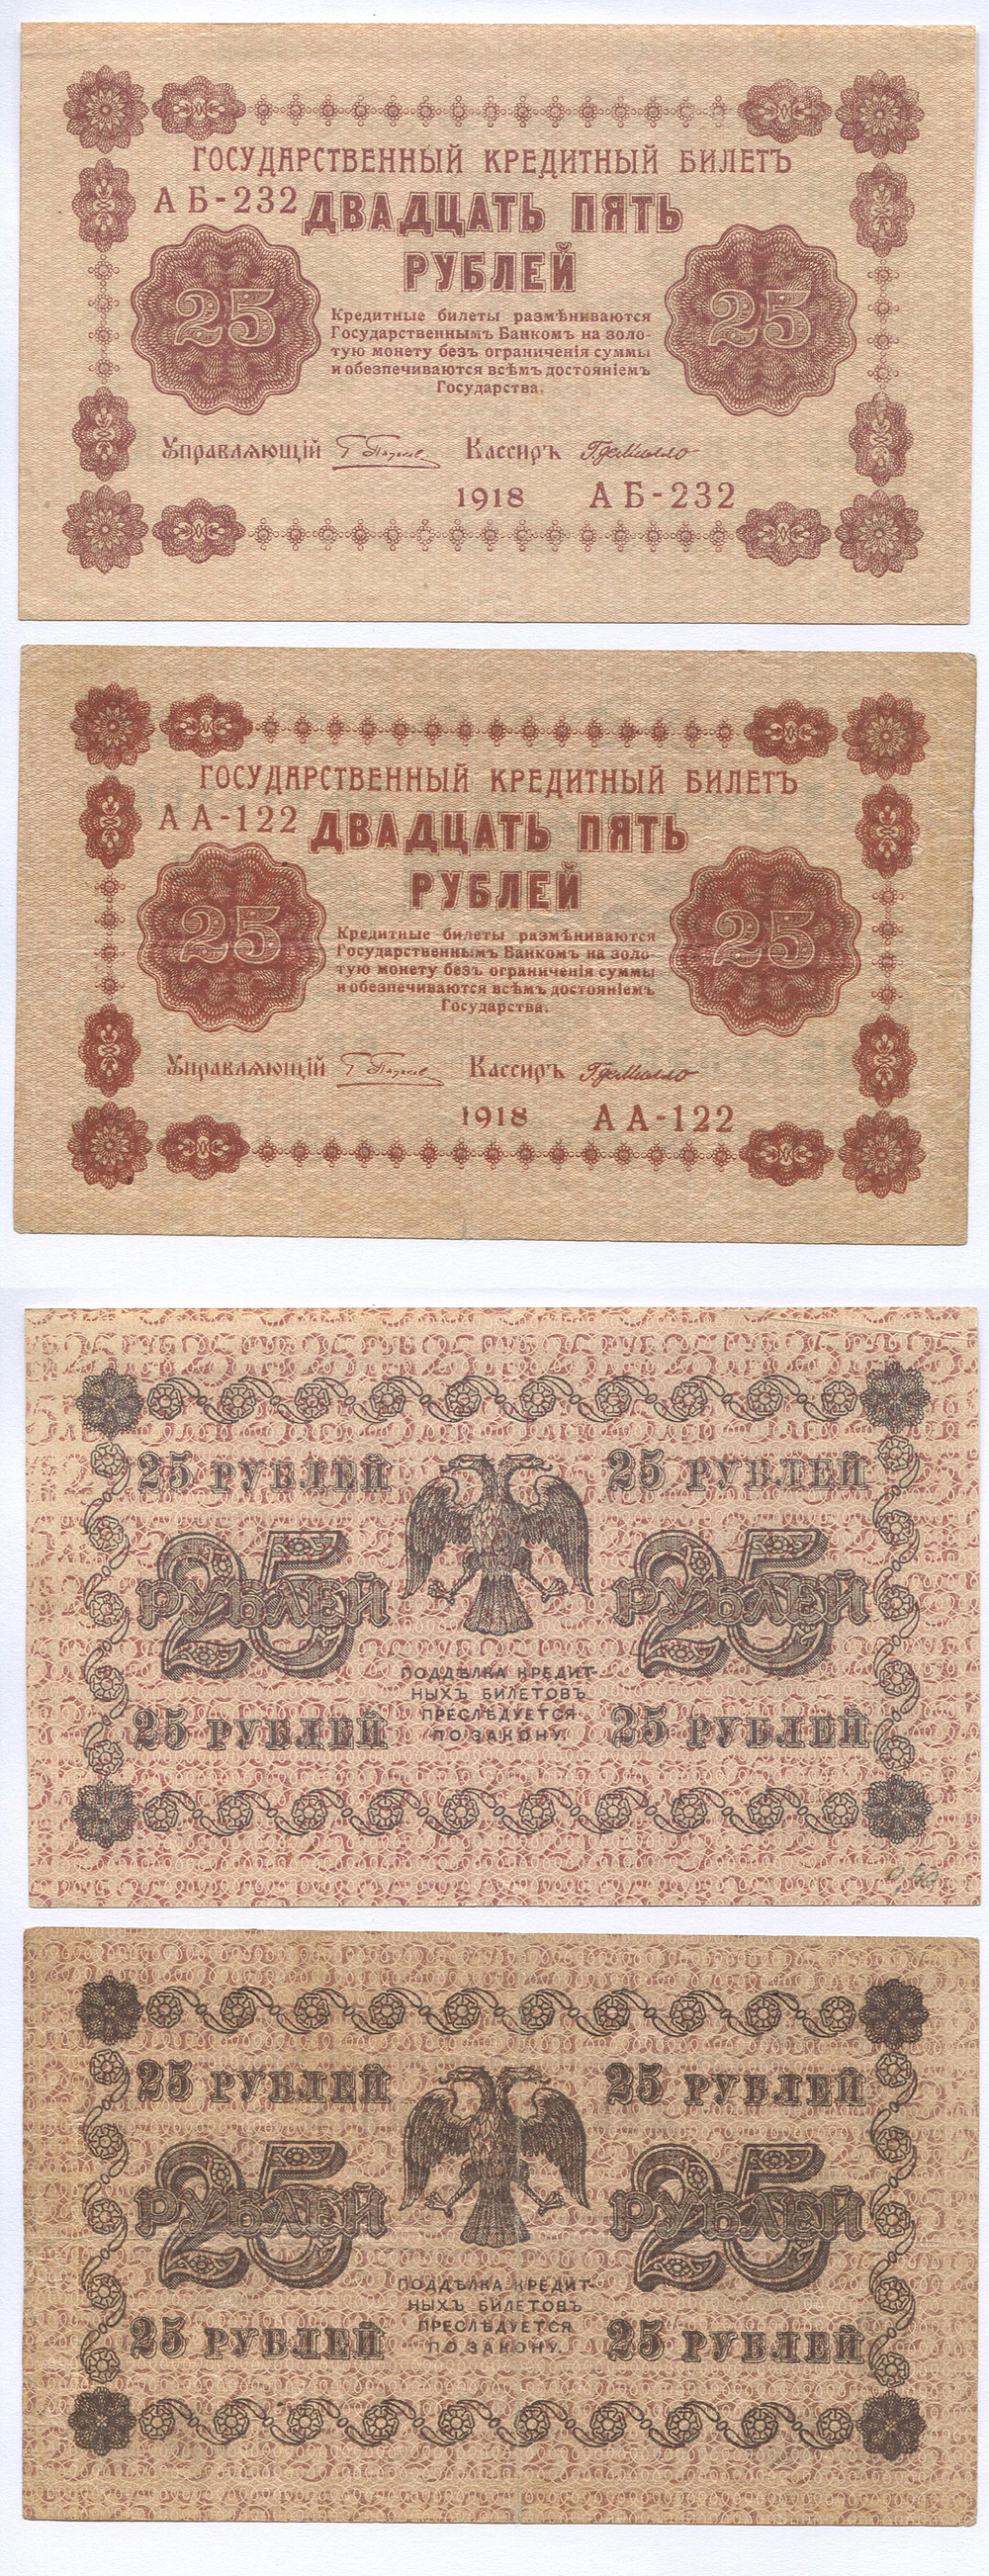 ГОСУДАРСТВЕННЫЙ КРЕДИТНЫЙ БИЛЕТЪ
АБ-232 ДВАДЦАТЬ ПЯТЬ
РУБЛЕЙ
25 25
Кредитные билеты размѣниваются
Государственнымъ Банкомъ на золо-
тую монету безъ ограниченія суммы
и обезпечиваются всѣмъ достояніемъ
Государства.
Управляющій Кассиръ
1918 АБ-232
ГОСУДАРСТВЕННЫЙ КРЕДИТНЫЙ БИЛЕТЪ
АА-122 ДВАДЦАТЬ ПЯТЬ
РУБЛЕЙ
25 25
Кредитные билеты размѣниваются
Государственнымъ Банкомъ на золо-
тую монету безъ ограниченія суммы
и обезпечиваются всѣмъ достояніемъ
Государства.
Управляющій Кассиръ
1918 АА-122
25 РУБЛЕЙ 25 РУБЛЕЙ
25 25
РУБЛЕЙ РУБЛЕЙ
ПОДДѢЛКА КРЕДИТ-
НЫХЪ БИЛЕТОВЪ
ПРЕСЛѢДУЕТСЯ
ПО ЗАКОНУ.
25 РУБЛЕЙ 25 РУБЛЕЙ
25 РУБЛЕЙ 25 РУБЛЕЙ
25 25
РУБЛЕЙ РУБЛЕЙ
ПОДДѢЛКА КРЕДИТ-
НЫХЪ БИЛЕТОВЪ
ПРЕСЛѢДУЕТСЯ
ПО ЗАКОНУ.
25 РУБЛЕЙ 25 РУБЛЕЙ